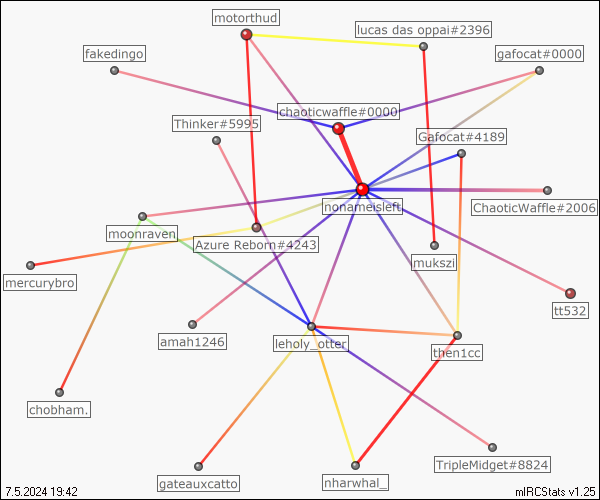 motorthud
lucas das oppai#2396
fakedingo
gafocat#0000
chaoticwaffle#0000
Thinker#5995
Gafocat#4189
nonameisleft
ChaoticWaffle#2006
moonraven
Azure Reborn#4243
mukszi
mercurybro
tt532
amah1246
leholy_otter
then1cc
chobham.
TripleMidget#8824
gateauxcatto
nharwhal_
7.5.2024 19:42
mIRCStats v1.25